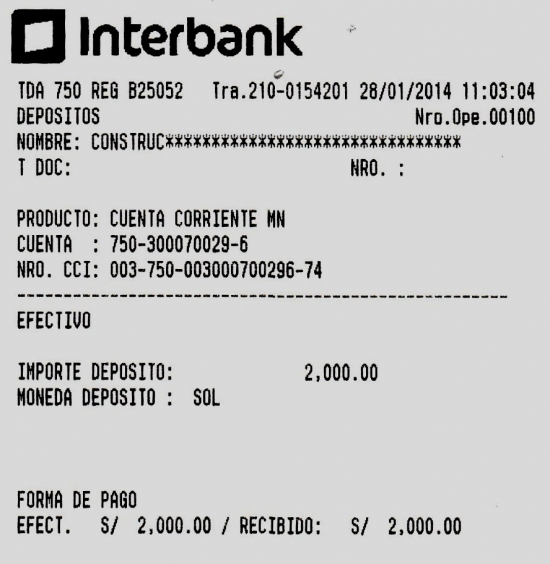 Interbank
TDA 750 REG B25052 Tra.210-0154201 28/01/2014 11:03:04
DEPOSITOS Nro.Ope.00100
NOMBRE: CONSTRUC********************************
T DOC: NRO. :
PRODUCTO: CUENTA CORRIENTE MN
CUENTA : 750-300070029-6
NRO. CCI: 003-750-003000700296-74
-----------------------------------------------------
EFECTIVO
IMPORTE DEPOSITO: 2,000.00
MONEDA DEPOSITO : SOL
FORMA DE PAGO
EFECT. S/ 2,000.00 / RECIBIDO: S/ 2,000.00